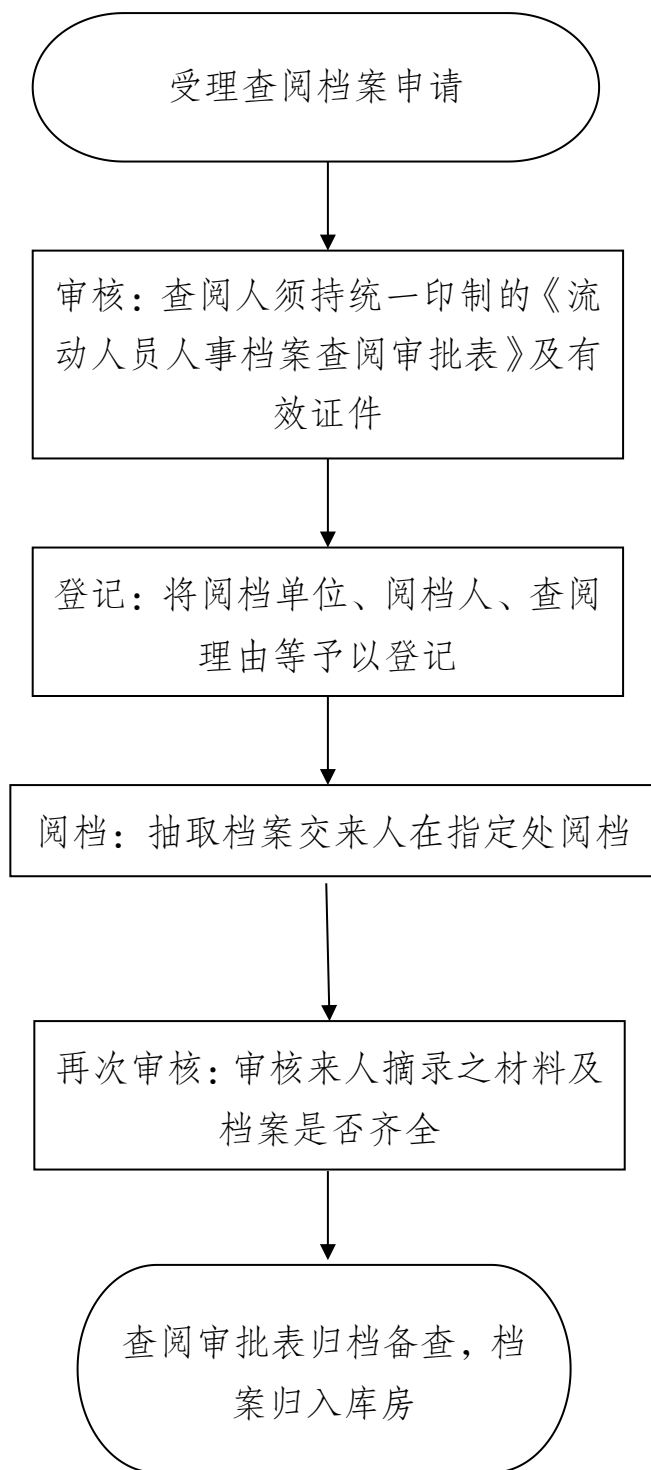 受理查阅档案申请
审核：查阅人须持统一印制的《流
动人员人事档案查阅审批表》及有
效证件
登记：将阅档单位、阅档人、查阅
理由等予以登记
阅档：抽取档案交来人在指定处阅档
再次审核：审核来人摘录之材料及
档案是否齐全
查阅审批表归档备查，档
案归入库房